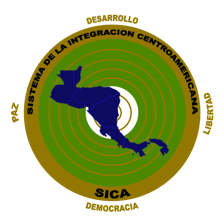 DESARROLLO
SISTEMA DE LA INTEGRACION CENTROAMERICANA
PAZ
LIBERTAD
SICA
DEMOCRACIA